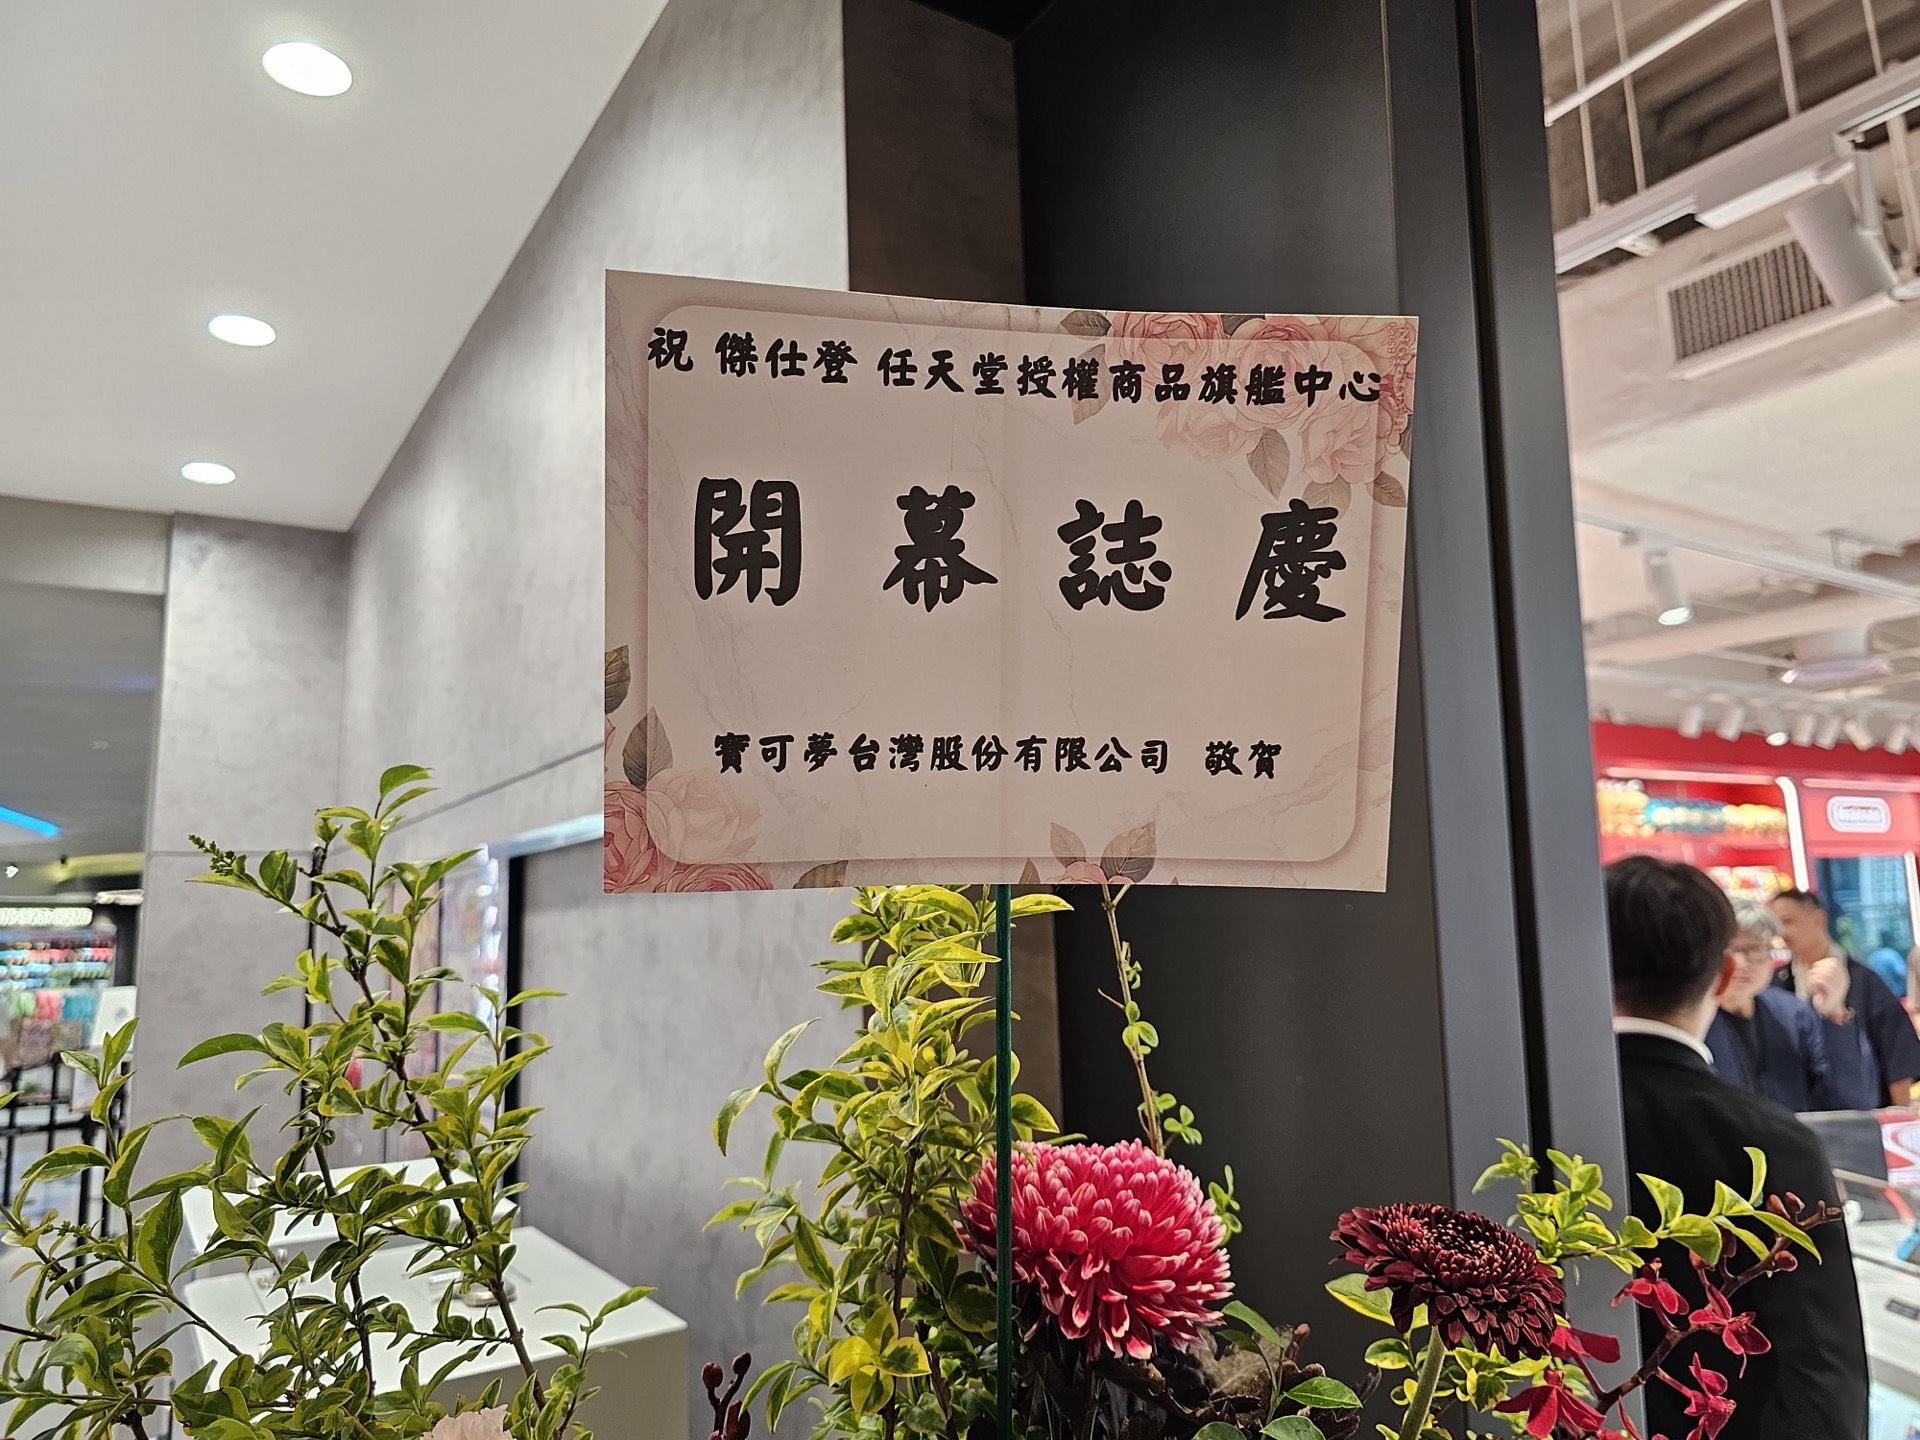 祝 傑仕登 任天堂授權商品旗艦中心
開幕誌慶
寶可夢台灣股份有限公司 敬賀